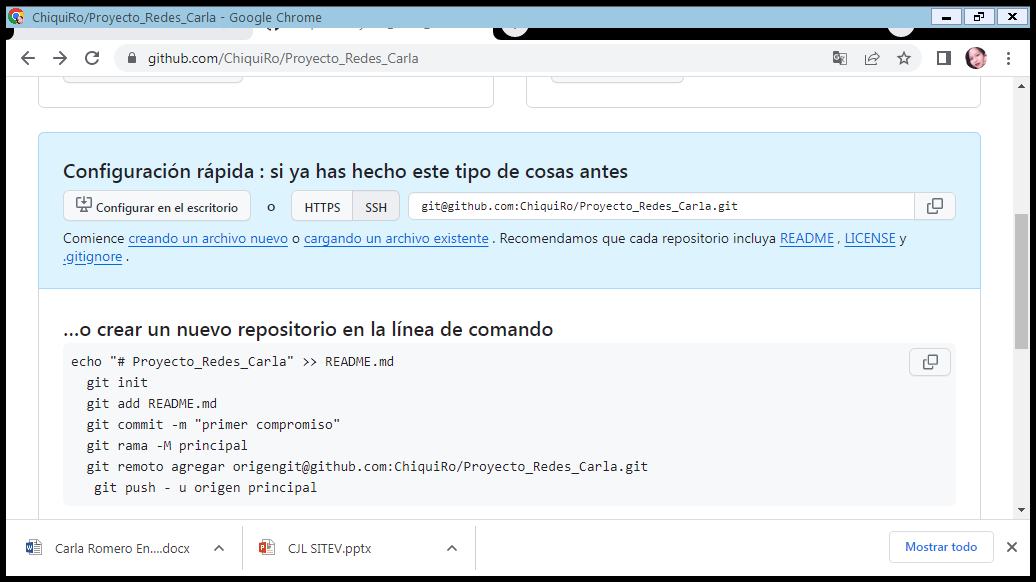 ChiquiRo/Proyecto_Redes_Carla - Google Chrome
github.com/ChiquiRo/Proyecto_Redes_Carla
Configuración rápida : si ya has hecho este tipo de cosas antes
Configurar en el escritorio o HTTPS SSH git@github.com:ChiquiRo/Proyecto_Redes_Carla.git
Comience creando un archivo nuevo o cargando un archivo existente . Recomendamos que cada repositorio incluya README , LICENSE y
.gitignore .
...o crear un nuevo repositorio en la línea de comando
echo "# Proyecto_Redes_Carla" >> README.md
git init
git add README.md
git commit -m "primer compromiso"
git rama -M principal
git remoto agregar origengit@github.com:ChiquiRo/Proyecto_Redes_Carla.git
git push - u origen principal
Carla Romero En....docx CJL SITEV.pptx Mostrar todo